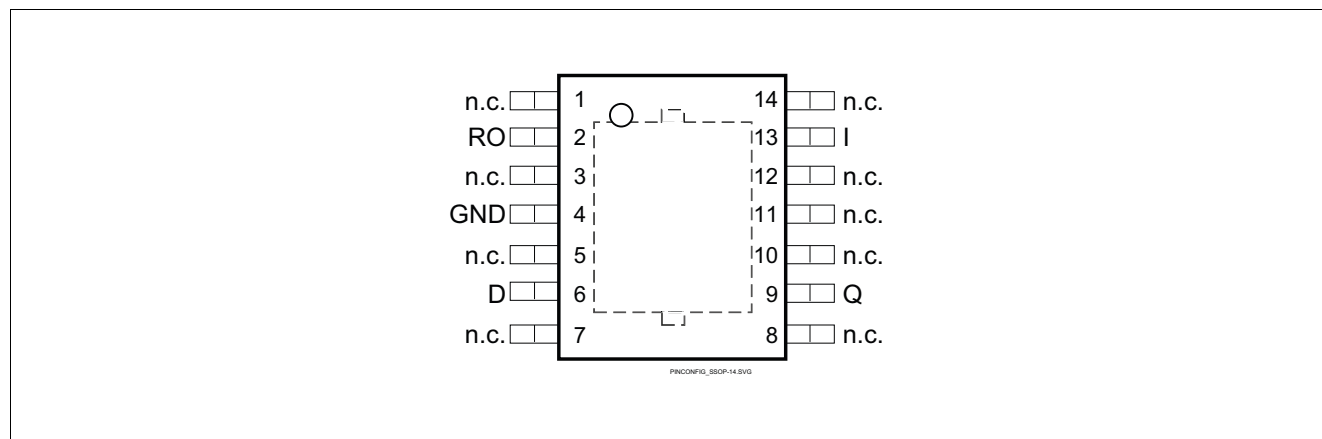 n.c. 1 14 n.c.
RO 2 13 I
n.c. 3 12 n.c.
GND 4 11 n.c.
n.c. 5 10 n.c.
D 6 9 Q
n.c. 7 8 n.c.
PINCONFIG_SSOP-14.SVG